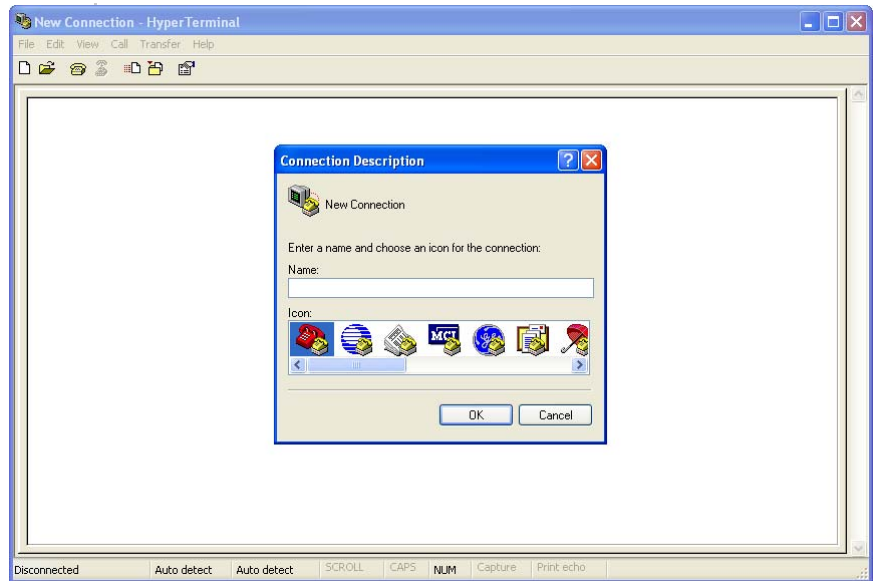 New Connection - HyperTerminal
File Edit View Call Transfer Help
Connection Description
New Connection
Enter a name and choose an icon for the connection:
Name:
Icon:
MCI
OK Cancel
Disconnected Auto detect Auto detect SCROLL CAPS NUM Capture Print echo